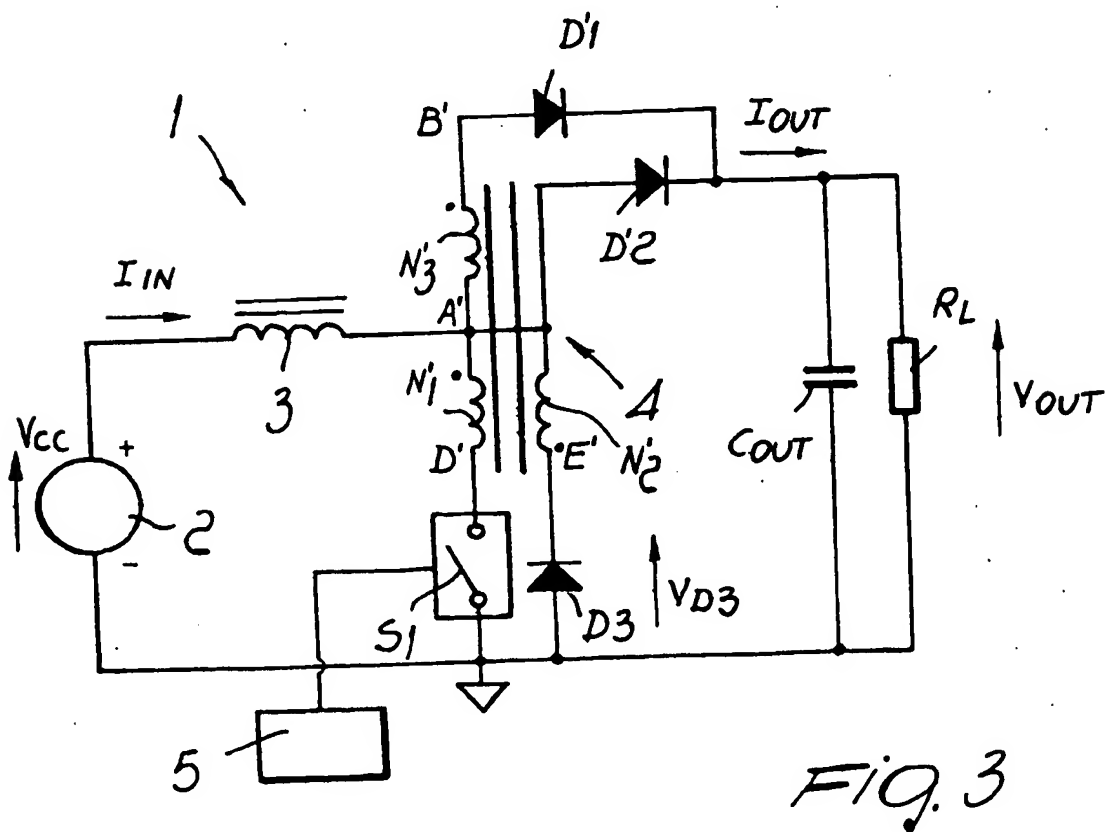 D'1
1
B'
IOUT
D'2
N'3
IIN
A'
RL
3
N'1
4
VOUT
VCC
+
D'
E'
N'2
COUT
2
-
S1
D3
VD3
5
Fig. 3